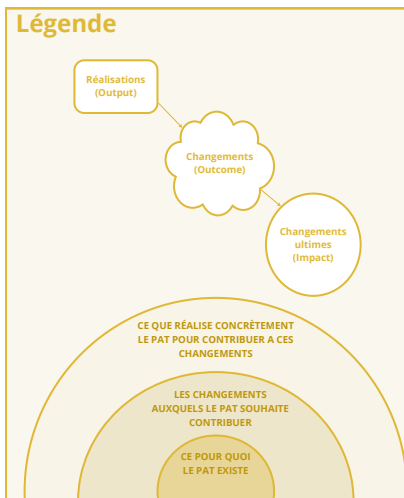 Légende
Réalisations
(Output)
Changements
(Outcome)
Changements
ultimes
(Impact)
CE QUE RÉALISE CONCRÈTEMENT
LE PAT POUR CONTRIBUER A CES
CHANGEMENTS
LES CHANGEMENTS
AUXQUELS LE PAT SOUHAITE
CONTRIBUER
CE POUR QUOI
LE PAT EXISTE